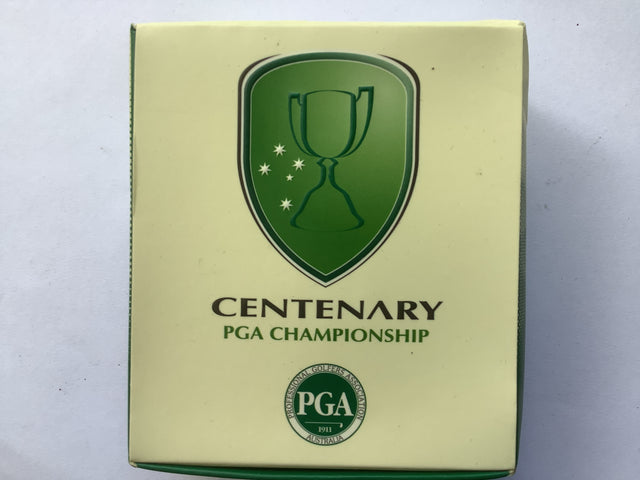 CENTENARY
PGA CHAMPIONSHIP
PROFESSIONAL GOLFERS ASSOCIATION
PGA
1911
AUSTRALIA